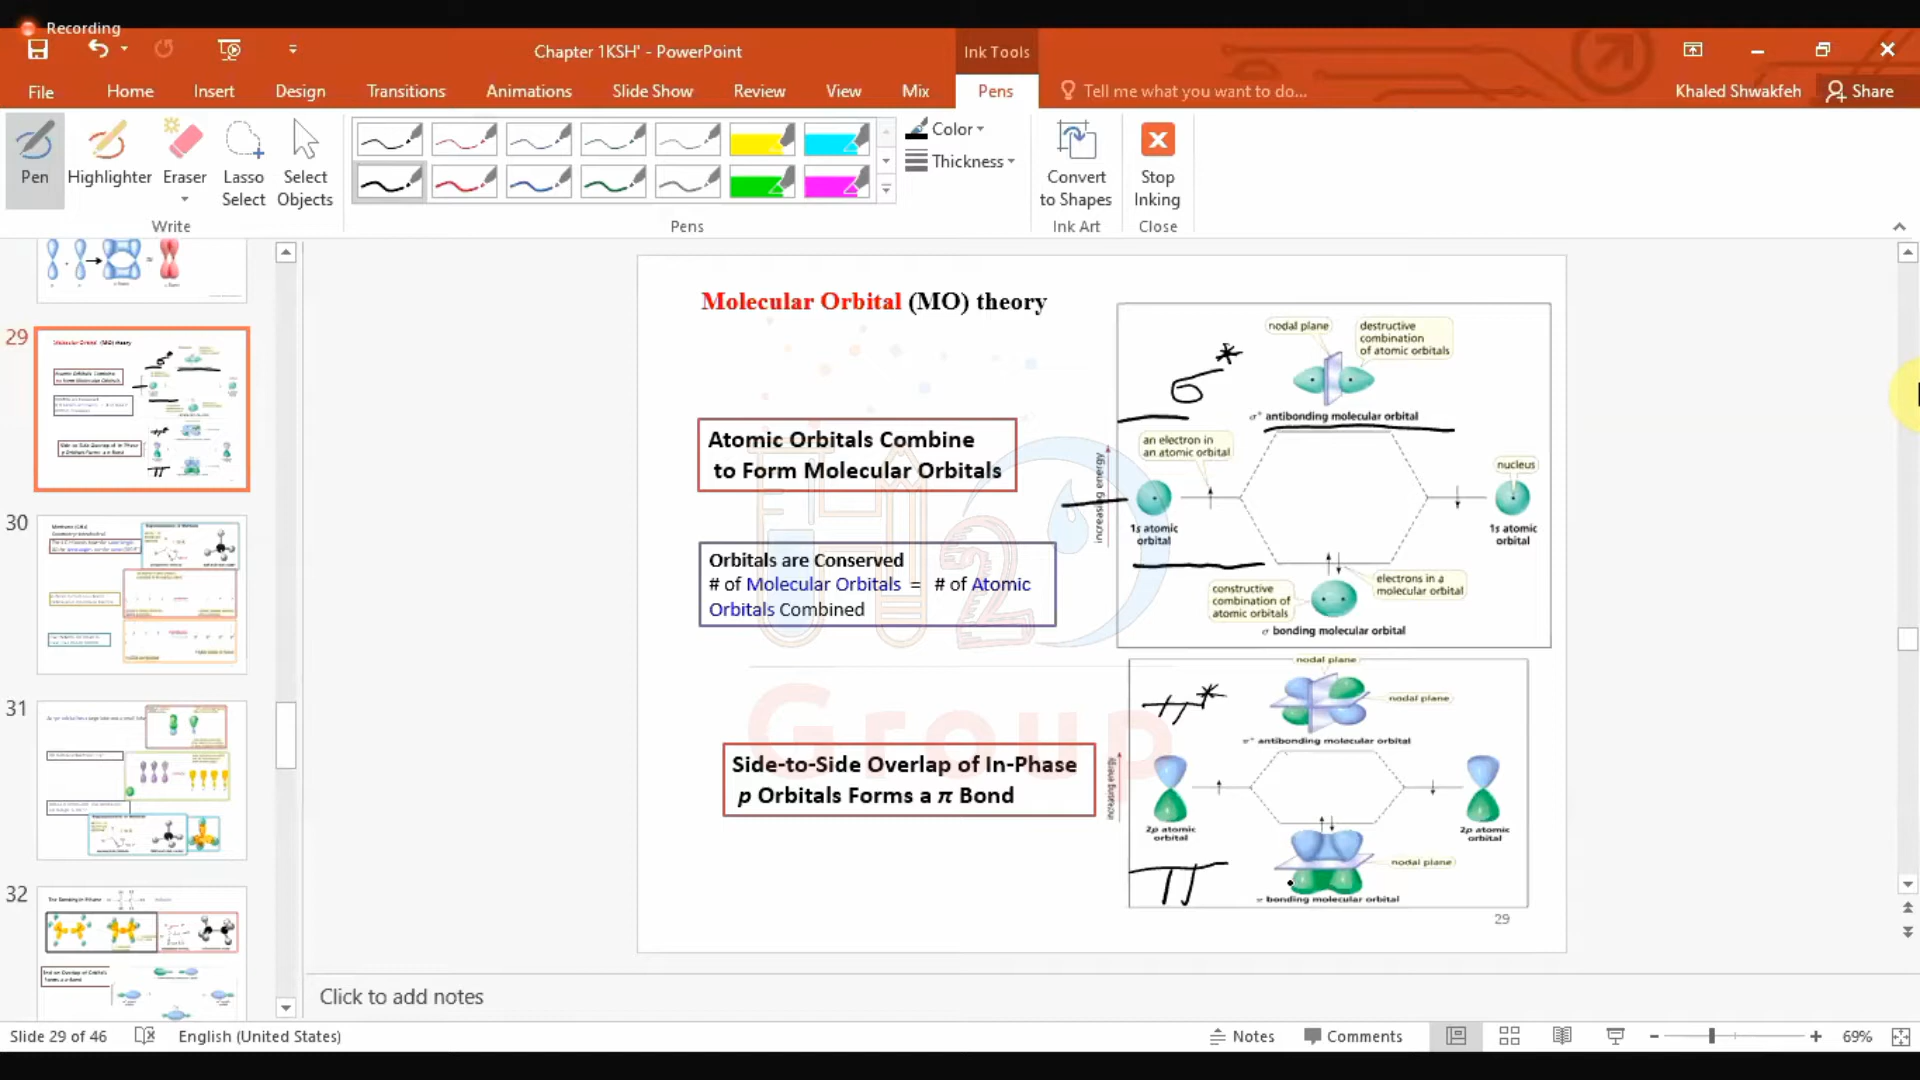 Recording
Chapter 1KSH' - PowerPoint
Ink Tools
File
Home
Insert
Design
Transitions
Animations
Slide Show
Review
View
Mix
Pens
Tell me what you want to do...
Khaled Shwakfeh
Share
Pen
Highlighter
Eraser
Lasso
Select
Select
Objects
Color
Thickness
Convert
to Shapes
Stop
Inking
Write
Pens
Ink Art
Close
29
30
31
32
Molecular Orbital (MO) theory
Atomic Orbitals Combine
to Form Molecular Orbitals
Orbitals are Conserved
# of Molecular Orbitals = # of Atomic
Orbitals Combined
Side-to-Side Overlap of In-Phase
p Orbitals Forms a π Bond
nodal plane
destructive
combination
of atomic orbitals
σ*
σ* antibonding molecular orbital
an electron in
an atomic orbital
increasing energy
nucleus
1s atomic
orbital
1s atomic
orbital
constructive
combination of
atomic orbitals
electrons in a
molecular orbital
σ bonding molecular orbital
nodal plane
π*
nodal plane
π* antibonding molecular orbital
increasing energy
2p atomic
orbital
2p atomic
orbital
nodal plane
π
π bonding molecular orbital
H2O
Group
29
Click to add notes
Slide 29 of 46
English (United States)
Notes
Comments
69%